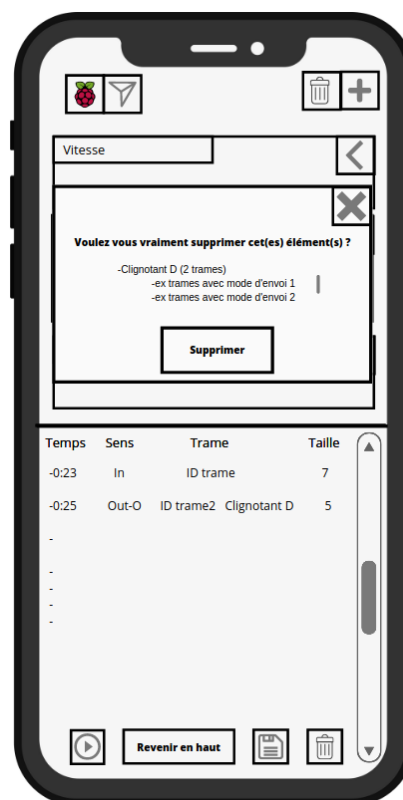 Vitesse
Voulez vous vraiment supprimer cet(es) élément(s) ?
-Clignotant D (2 trames)
-ex trames avec mode d'envoi 1
-ex trames avec mode d'envoi 2
Supprimer
Temps Sens Trame Taille
-0:23 In ID trame 7
-0:25 Out-O ID trame2 Clignotant D 5
-
-
-
-
-
Revenir en haut